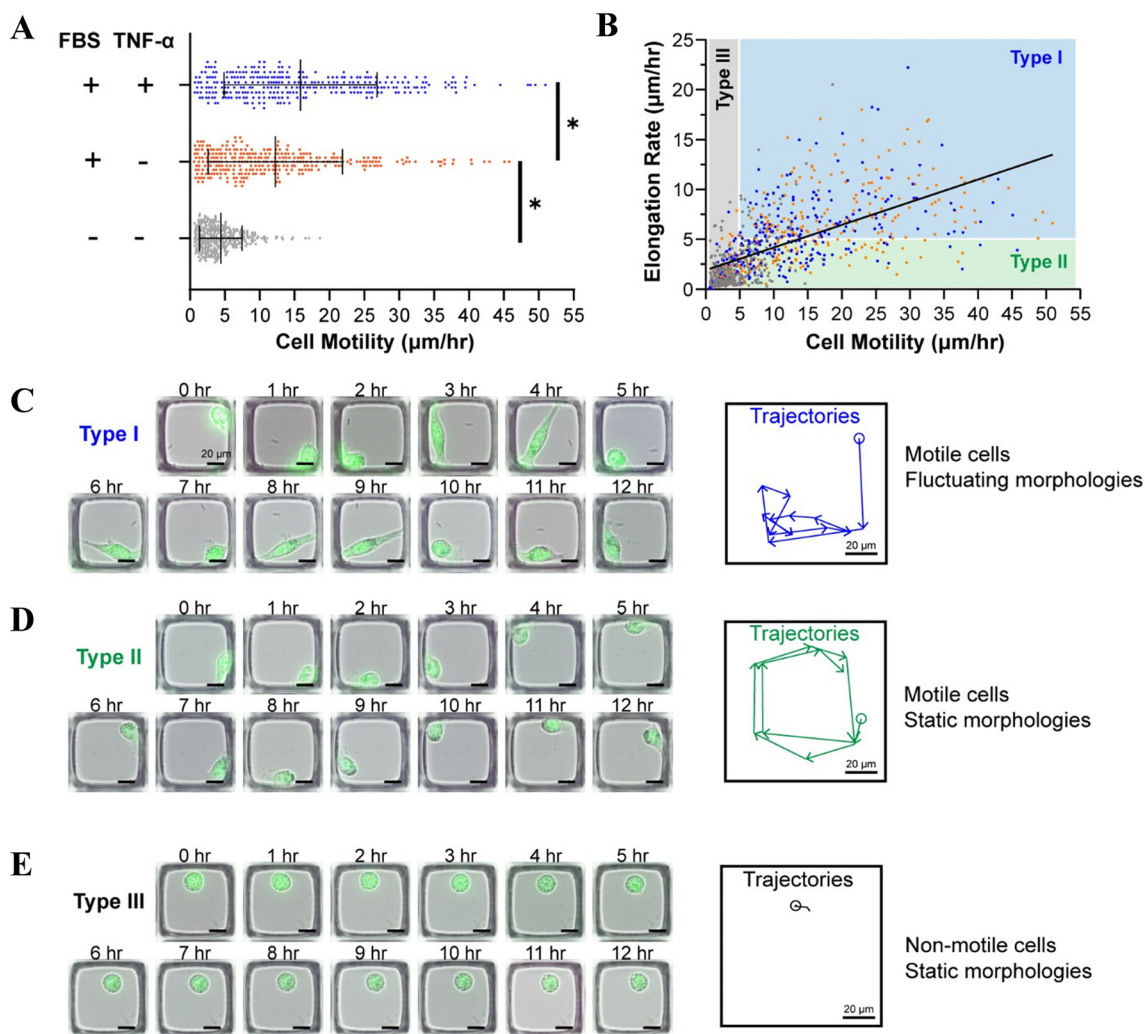 A
FBS TNF-α
+ +
*
+ -
*
- -
0 5 10 15 20 25 30 35 40 45 50 55
Cell Motility (μm/hr)
B
Elongation Rate (μm/hr)
25
20
15
10
5
0
Type III
Type I
Type II
0 5 10 15 20 25 30 35 40 45 50 55
Cell Motility (μm/hr)
C
Type I
0 hr 1 hr 2 hr 3 hr 4 hr 5 hr
20 μm
6 hr 7 hr 8 hr 9 hr 10 hr 11 hr 12 hr
Trajectories
20 μm
Motile cells
Fluctuating morphologies
D
Type II
0 hr 1 hr 2 hr 3 hr 4 hr 5 hr
6 hr 7 hr 8 hr 9 hr 10 hr 11 hr 12 hr
Trajectories
20 μm
Motile cells
Static morphologies
E
Type III
0 hr 1 hr 2 hr 3 hr 4 hr 5 hr
6 hr 7 hr 8 hr 9 hr 10 hr 11 hr 12 hr
Trajectories
20 μm
Non-motile cells
Static morphologies